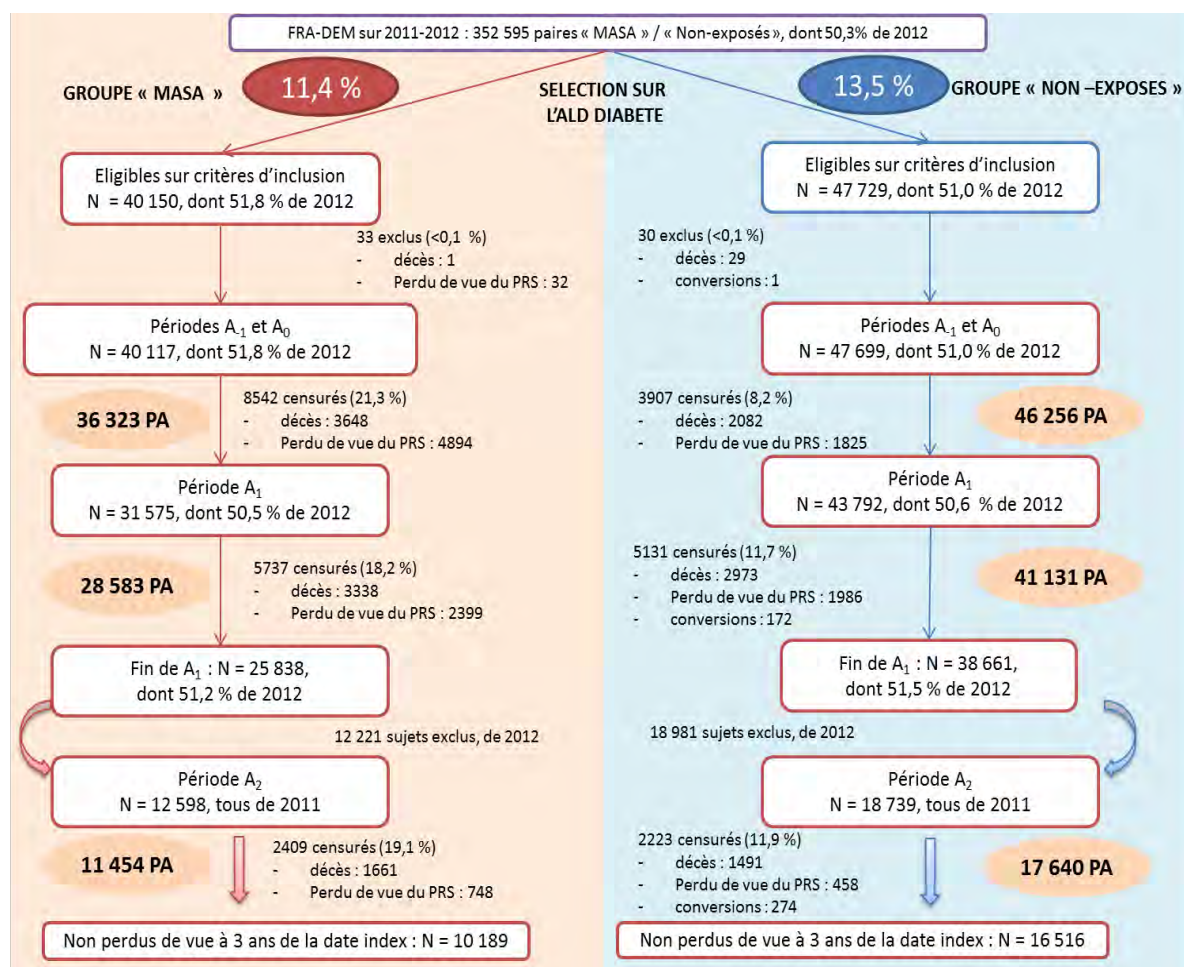 FRA-DEM sur 2011-2012 : 352 595 paires « MASA » / « Non-exposés », dont 50,3% de 2012
GROUPE « MASA »
11,4 %
SELECTION SUR
L'ALD DIABETE
13,5 %
GROUPE « NON –EXPOSES »
Eligibles sur critères d'inclusion
N = 40 150, dont 51,8 % de 2012
33 exclus (<0,1 %)
- décès : 1
- Perdu de vue du PRS : 32
Périodes A-1 et A0
N = 40 117, dont 51,8 % de 2012
36 323 PA
8542 censurés (21,3 %)
- décès : 3648
- Perdu de vue du PRS : 4894
Période A1
N = 31 575, dont 50,5 % de 2012
28 583 PA
5737 censurés (18,2 %)
- décès : 3338
- Perdu de vue du PRS : 2399
Fin de A1 : N = 25 838,
dont 51,2 % de 2012
12 221 sujets exclus, de 2012
Période A2
N = 12 598, tous de 2011
11 454 PA
2409 censurés (19,1 %)
- décès : 1661
- Perdu de vue du PRS : 748
Non perdus de vue à 3 ans de la date index : N = 10 189
Eligibles sur critères d'inclusion
N = 47 729, dont 51,0 % de 2012
30 exclus (<0,1 %)
- décès : 29
- conversions : 1
Périodes A-1 et A0
N = 47 699, dont 51,0 % de 2012
3907 censurés (8,2 %)
- décès : 2082
- Perdu de vue du PRS : 1825
46 256 PA
Période A1
N = 43 792, dont 50,6 % de 2012
5131 censurés (11,7 %)
- décès : 2973
- Perdu de vue du PRS : 1986
- conversions : 172
41 131 PA
Fin de A1 : N = 38 661,
dont 51,5 % de 2012
18 981 sujets exclus, de 2012
Période A2
N = 18 739, tous de 2011
2223 censurés (11,9 %)
- décès : 1491
- Perdu de vue du PRS : 458
- conversions : 274
17 640 PA
Non perdus de vue à 3 ans de la date index : N = 16 516